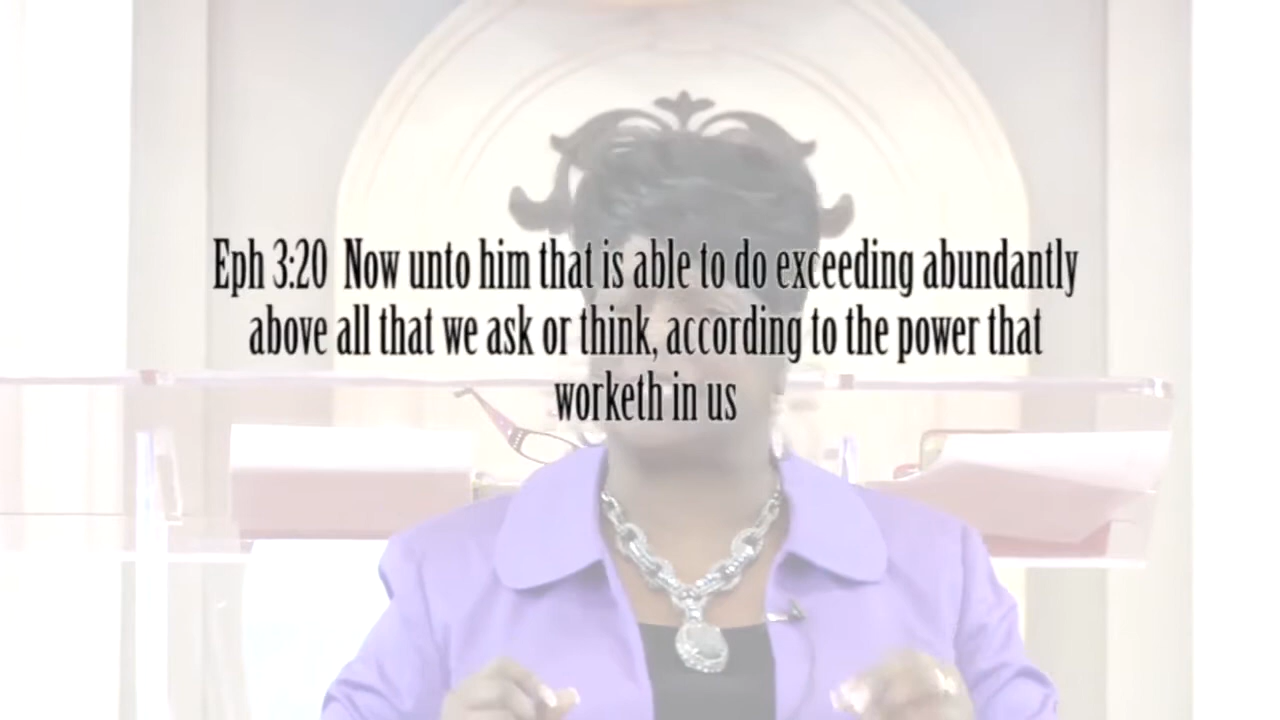 Eph 3:20  Now unto him that is able to do exceeding abundantly
above all that we ask or think, according to the power that
worketh in us